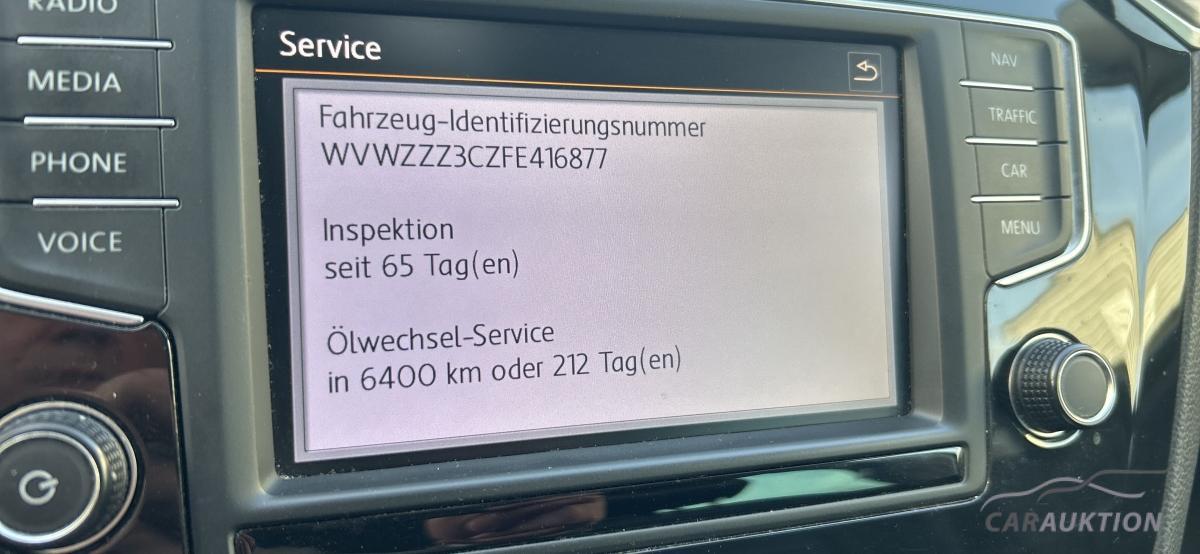 RADIO
MEDIA
PHONE
VOICE
Service
Fahrzeug-Identifizierungsnummer
WVWZZZ3CZFE416877
Inspektion
seit 65 Tag(en)
Ölwechsel-Service
in 6400 km oder 212 Tag(en)
NAV
TRAFFIC
CAR
MENU
CARAUKTION